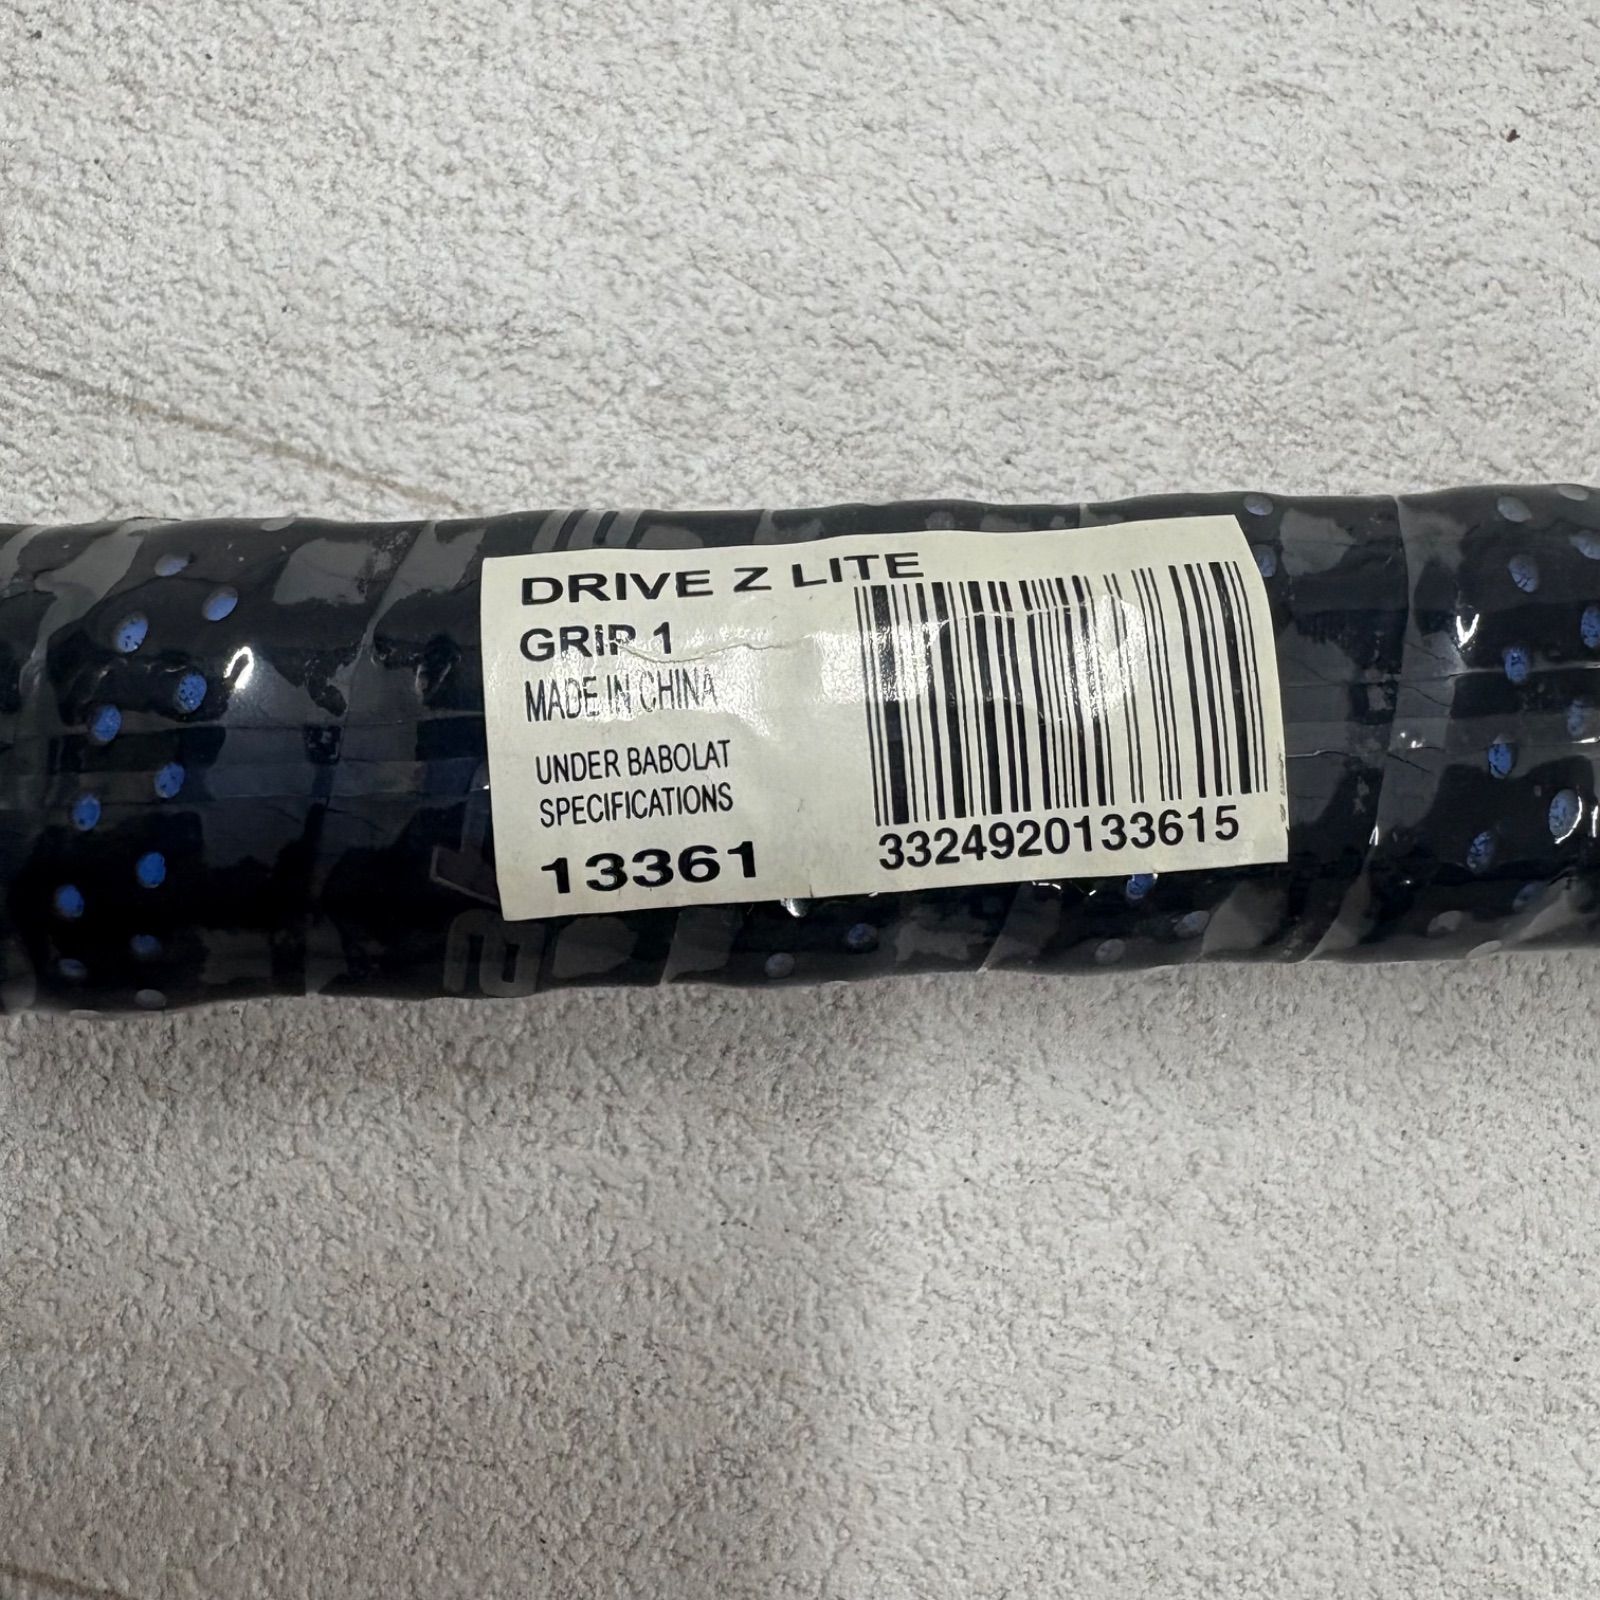 DRIVE Z LITE
GRIP 1
MADE IN CHINA
UNDER BABOLAT
SPECIFICATIONS
13361
3324920133615